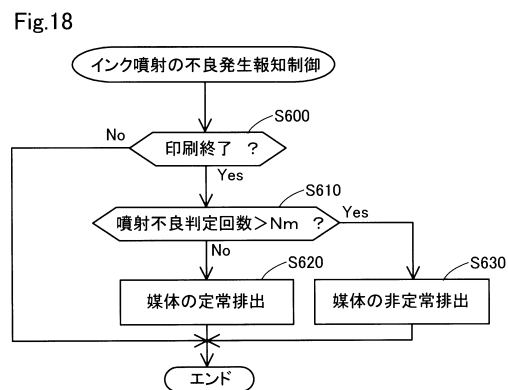 Fig.18
インク噴射の不良発生報知制御
S600
No
印刷終了 ?
Yes
S610
噴射不良判定回数>Nm ?
Yes
No
S620
S630
媒体の定常排出
媒体の非定常排出
エンド